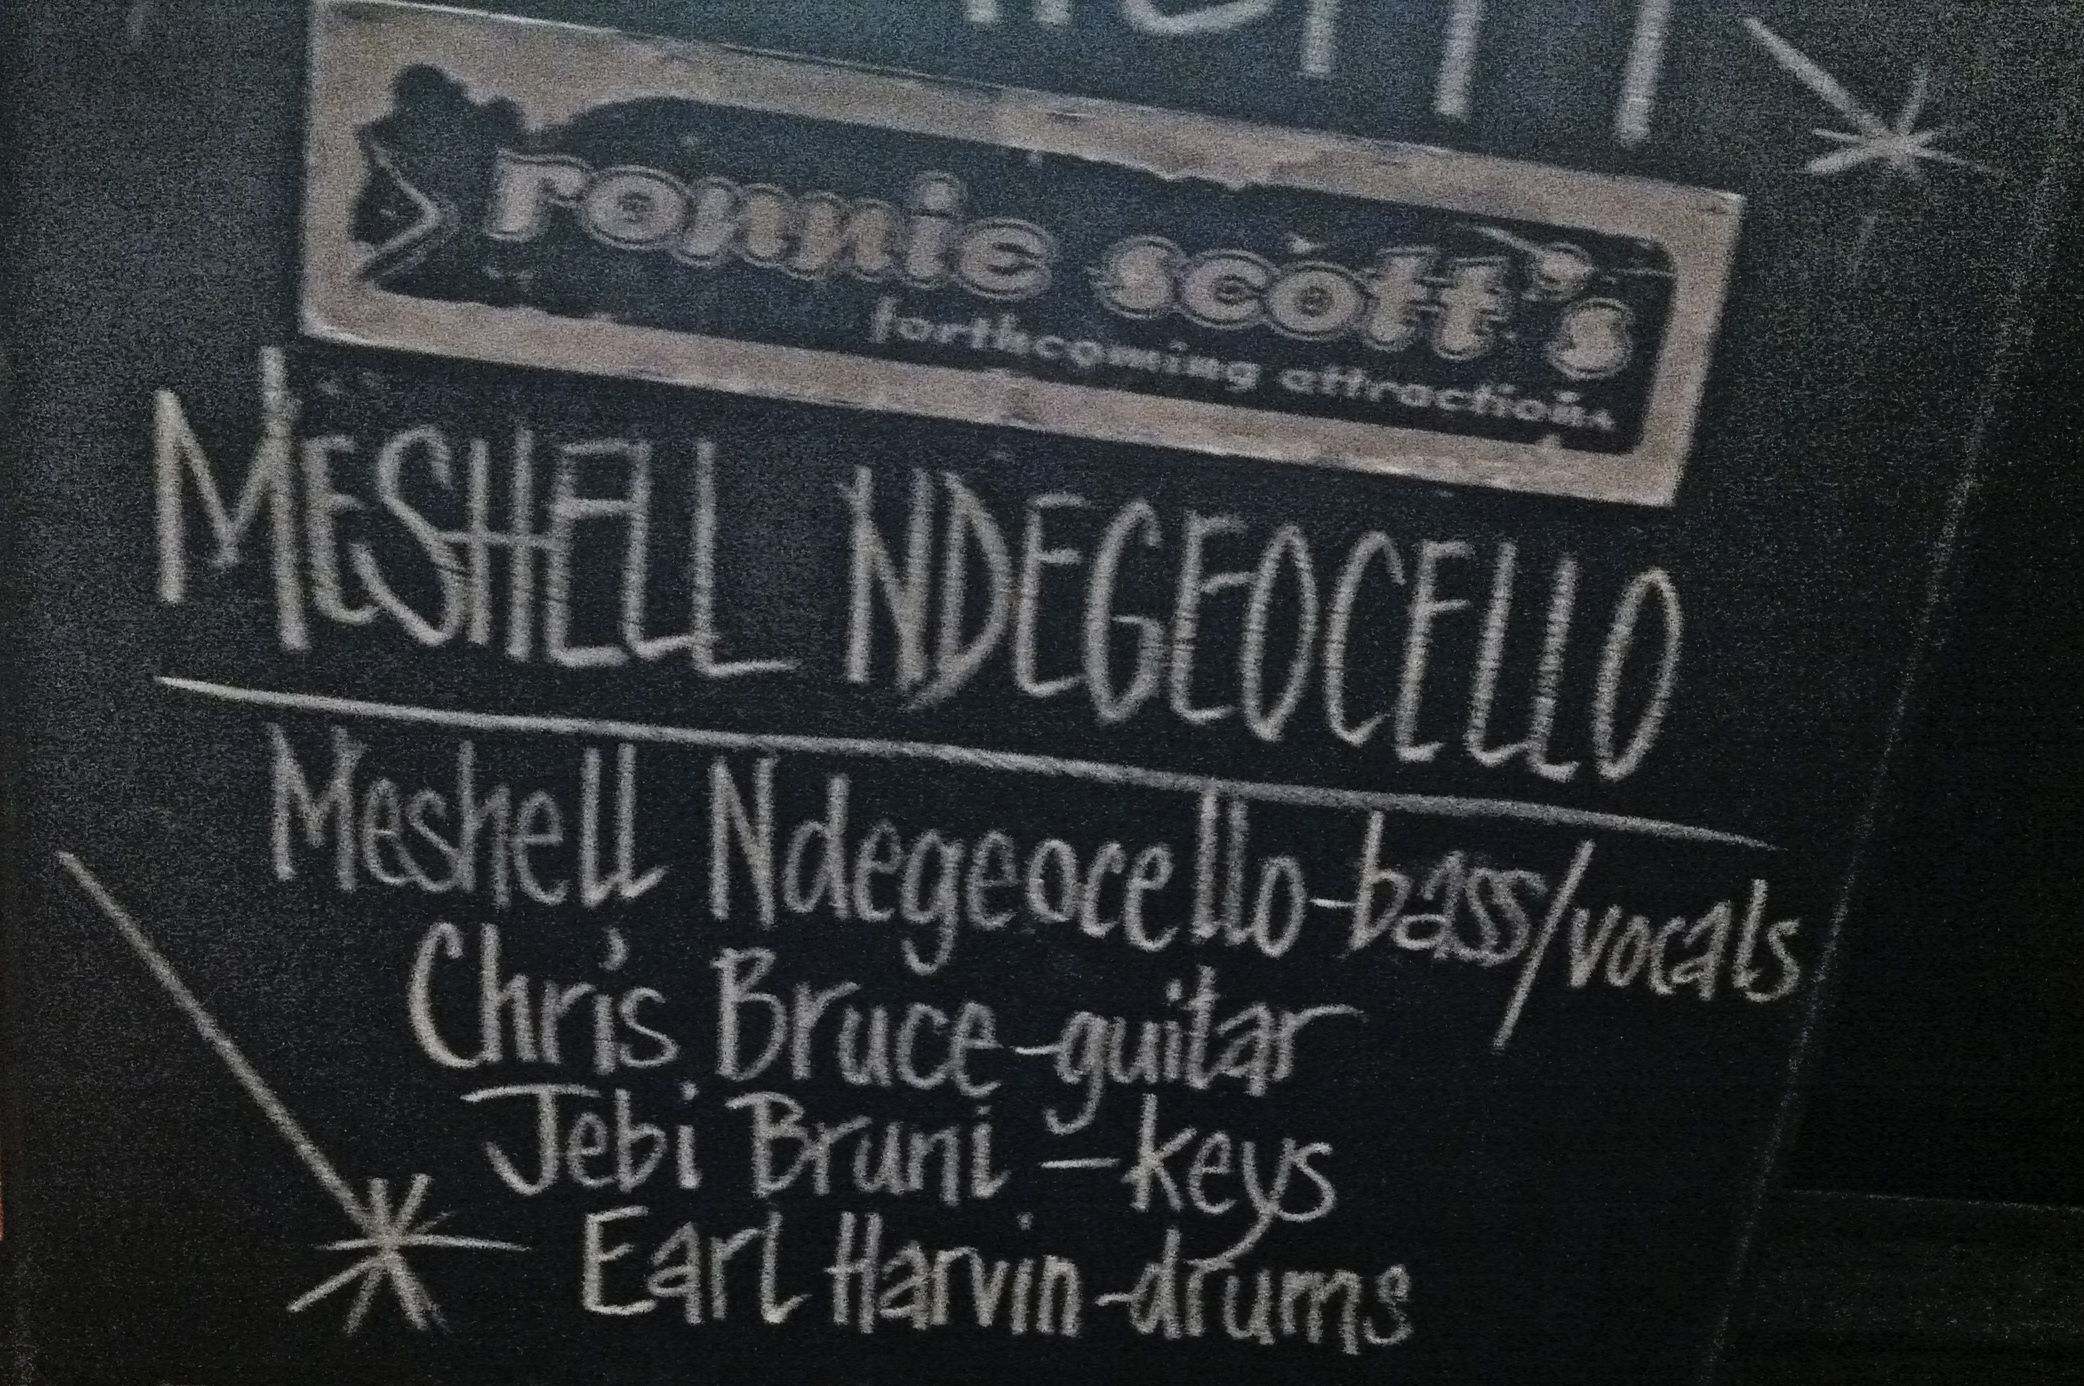 ronnie scott's
forthcoming attractions
MESHELL NDEGEOCELLO
Meshell Ndegeocello-bass/vocals
Chris Bruce-guitar
Jebi Bruni-keys
Earl Harvin-drums